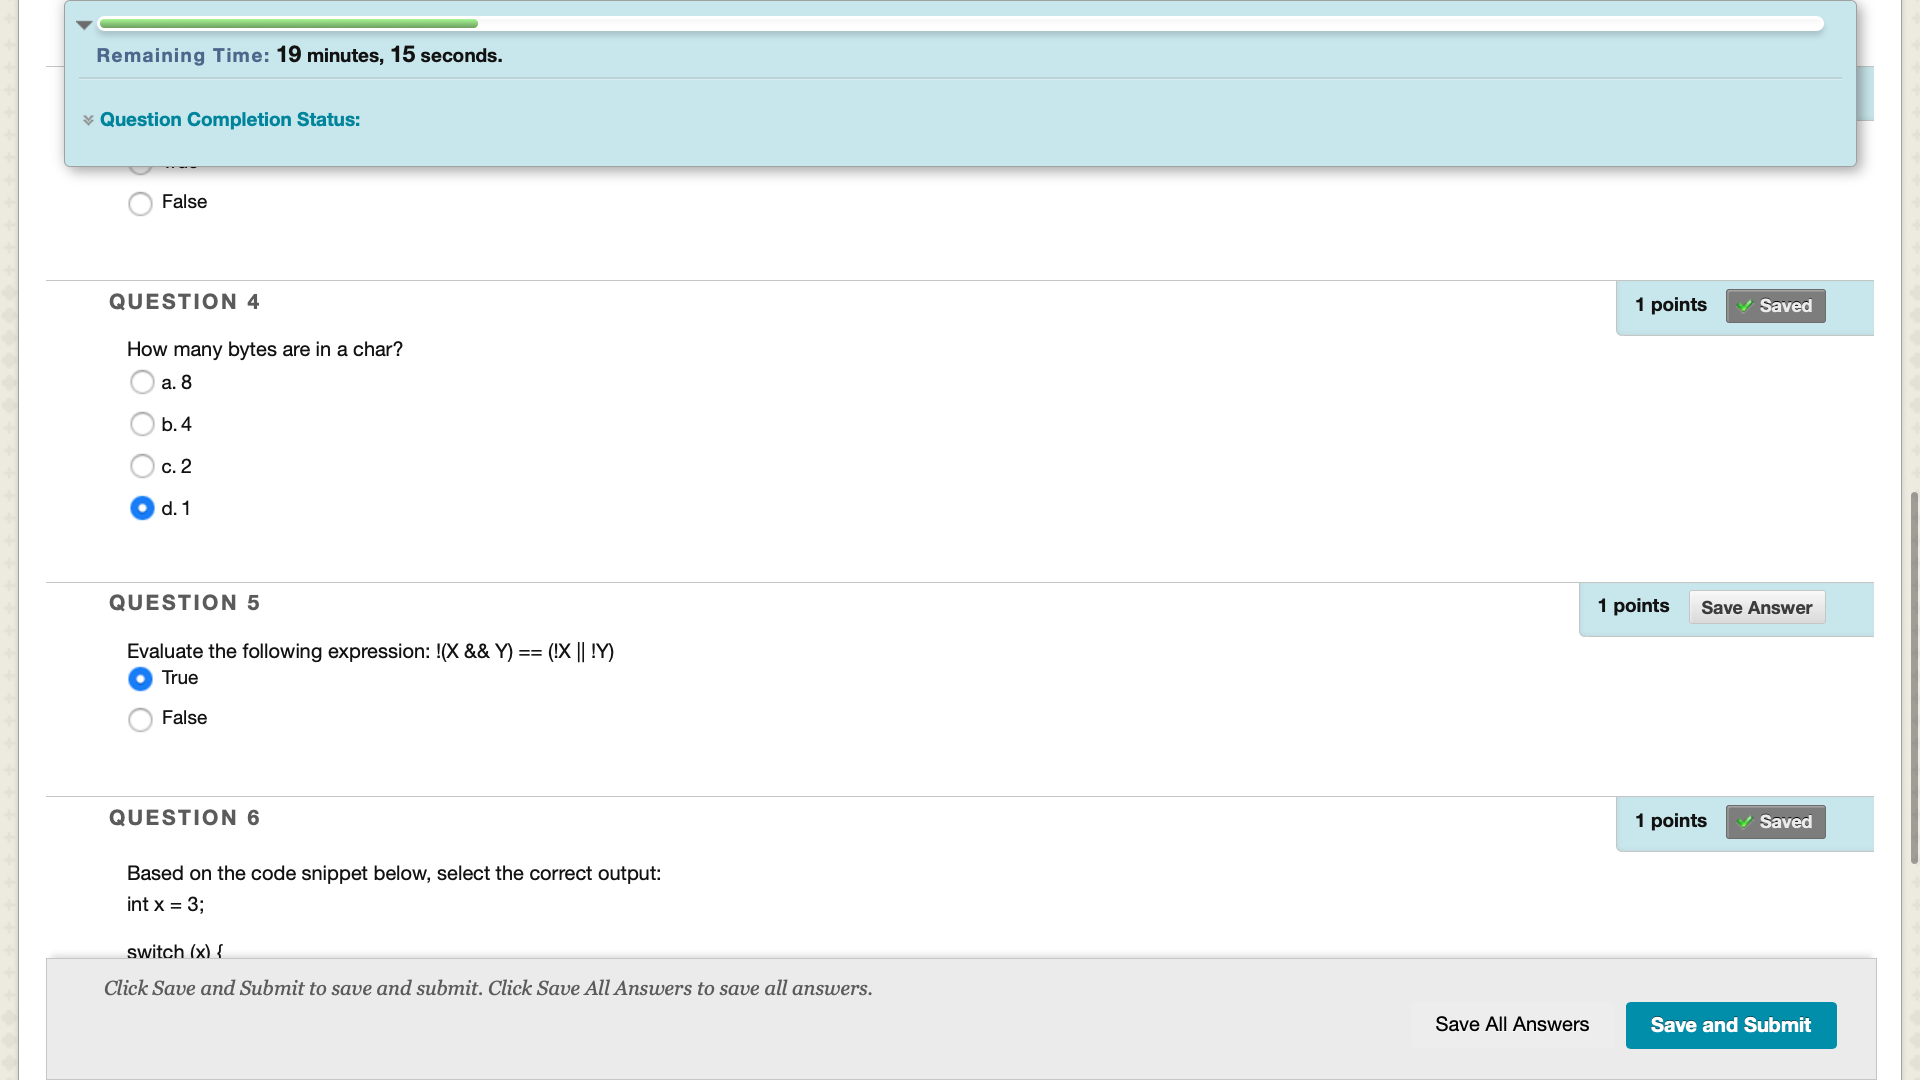 Remaining Time: 19 minutes, 15 seconds.
Question Completion Status:
False
QUESTION 4
1 points
Saved
How many bytes are in a char?
a. 8
b. 4
c. 2
d. 1
QUESTION 5
1 points
Save Answer
Evaluate the following expression: !(X && Y) == (!X || !Y)
True
False
QUESTION 6
1 points
Saved
Based on the code snippet below, select the correct output:
int x = 3;
switch (x) {
Click Save and Submit to save and submit. Click Save All Answers to save all answers.
Save All Answers
Save and Submit